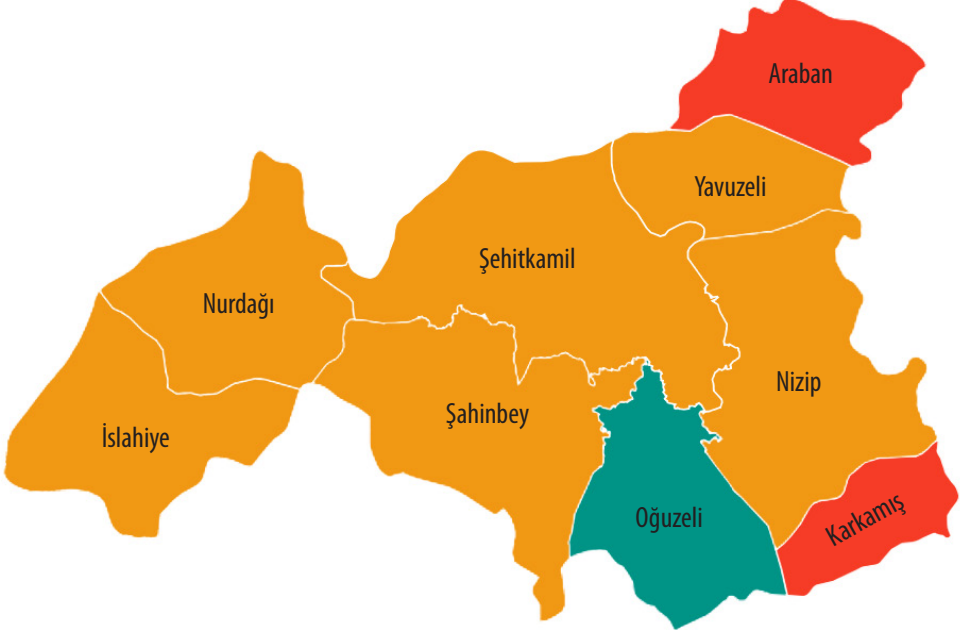 Araban
Yavuzeli
Şehitkamil
Nurdağı
Nizip
Şahinbey
İslahiye
Oğuzeli
Karkamış